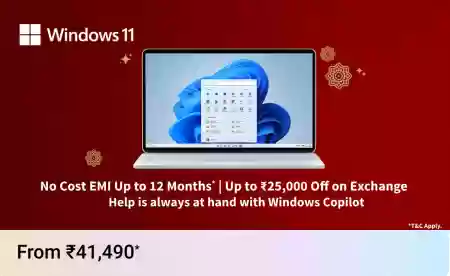 Windows 11
No Cost EMI Up to 12 Months* | Up to ₹25,000 Off on Exchange
Help is always at hand with Windows Copilot
*T&C Apply.
From ₹41,490*